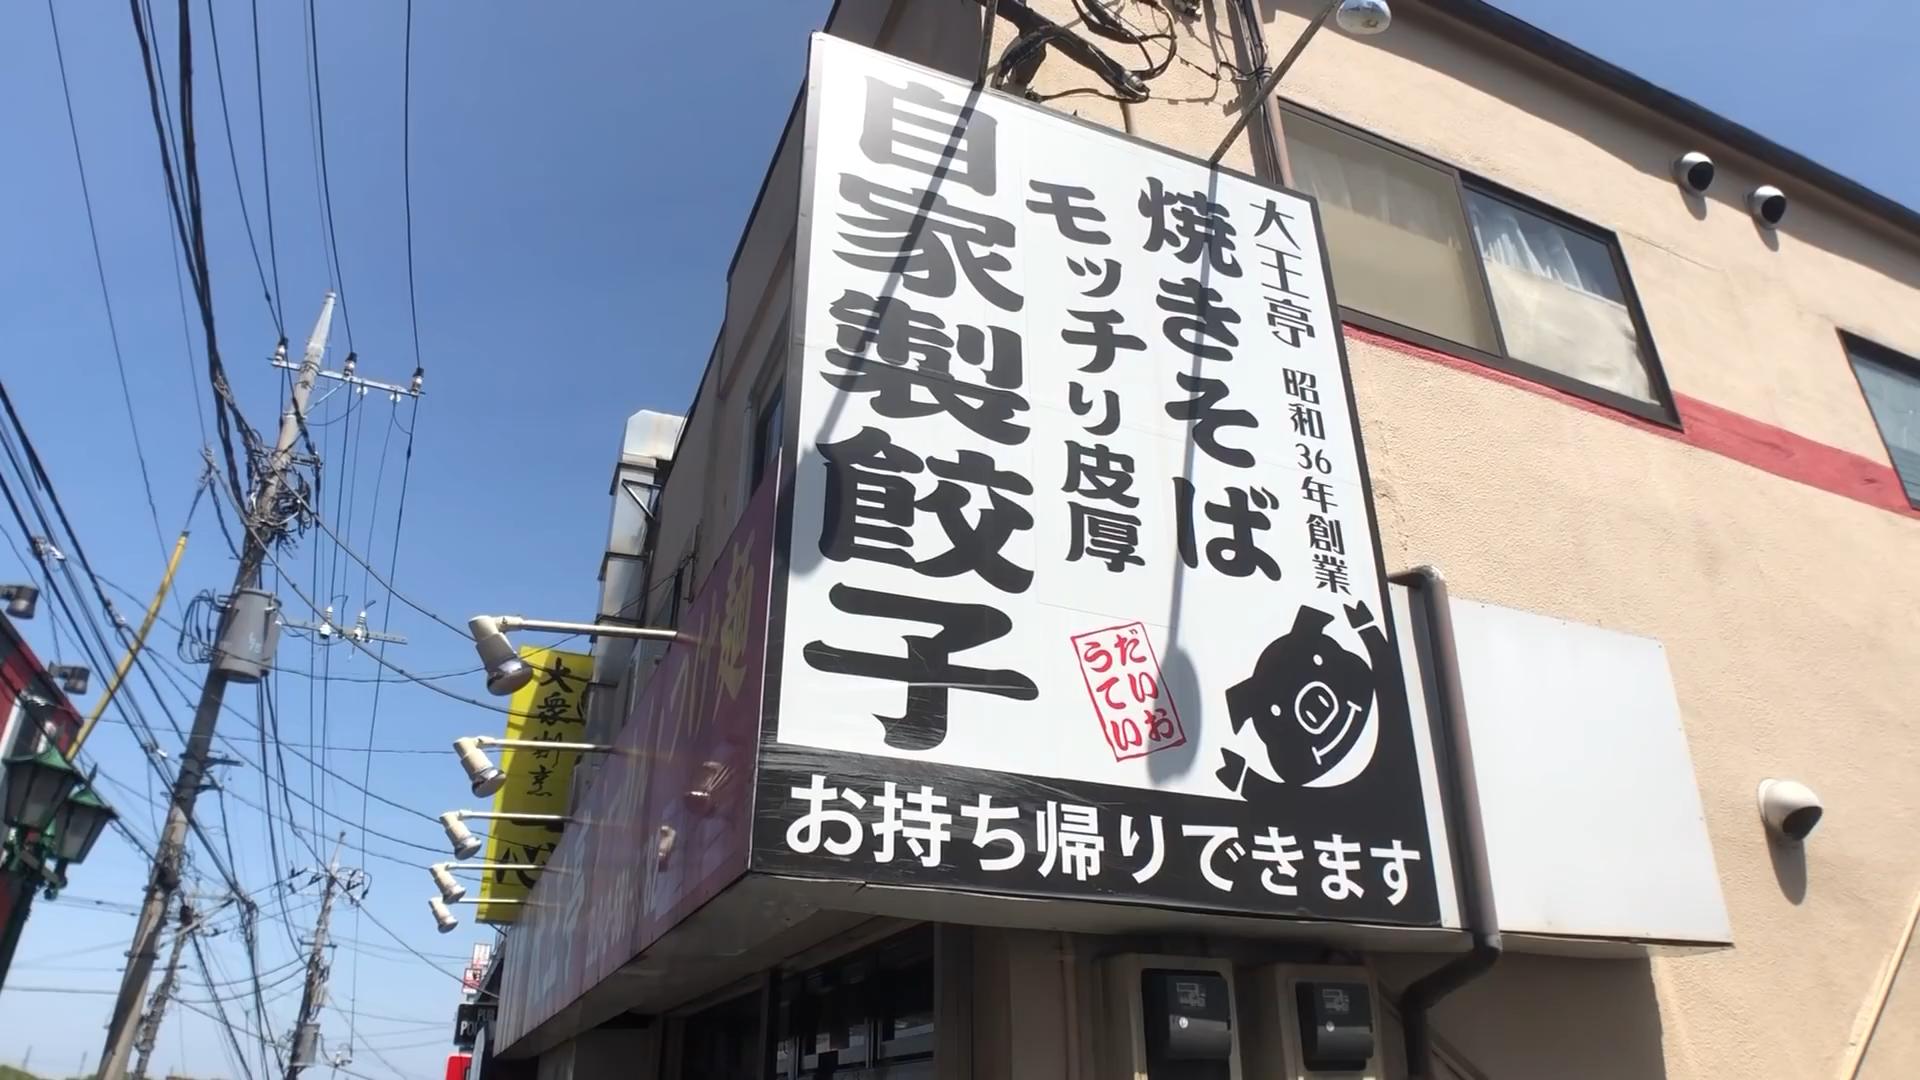 大王亭 昭和36年創業
焼きそば
モッチリ皮厚
自家製餃子
だいお
うてい
お持ち帰りできます
大衆